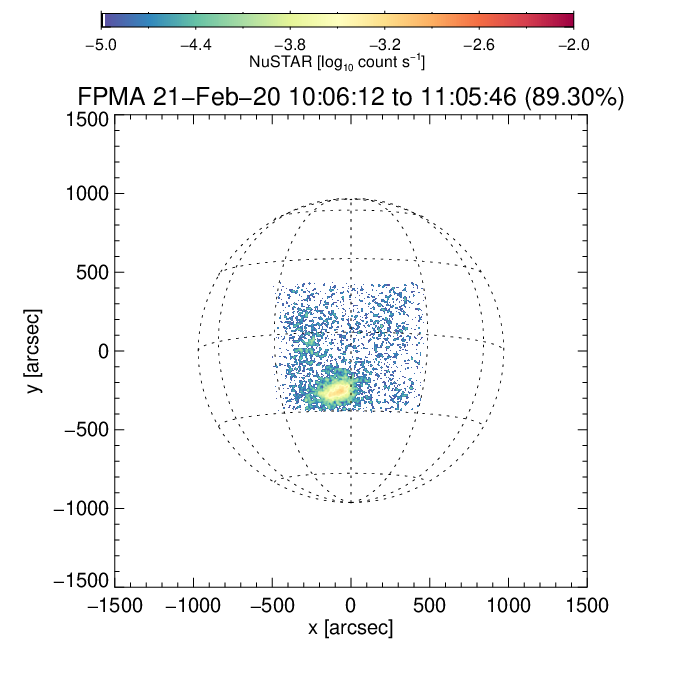 −5.0 −4.4 −3.8 −3.2 −2.6 −2.0
NuSTAR [log10 count s−1]
FPMA 21−Feb−20 10:06:12 to 11:05:46 (89.30%)
1500
1000
500
0
−500
−1000
−1500
y [arcsec]
−1500 −1000 −500 0 500 1000 1500
x [arcsec]